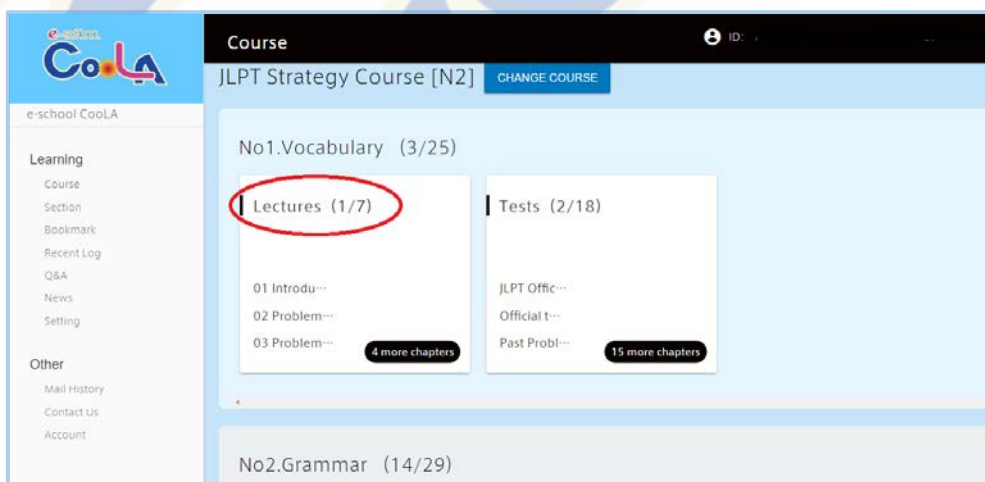 e-school
CooLA
Course
ID:
JLPT Strategy Course [N2]
CHANGE COURSE
e-school CooLA
Learning
Course
Section
Bookmark
Recent Log
Q&A
News
Setting
Other
Mail History
Contact Us
Account
No1.Vocabulary (3/25)
Lectures (1/7)
01 Introdu…
02 Problem…
03 Problem…
4 more chapters
Tests (2/18)
JLPT Offic…
Official t…
Past Probl…
15 more chapters
No2.Grammar (14/29)